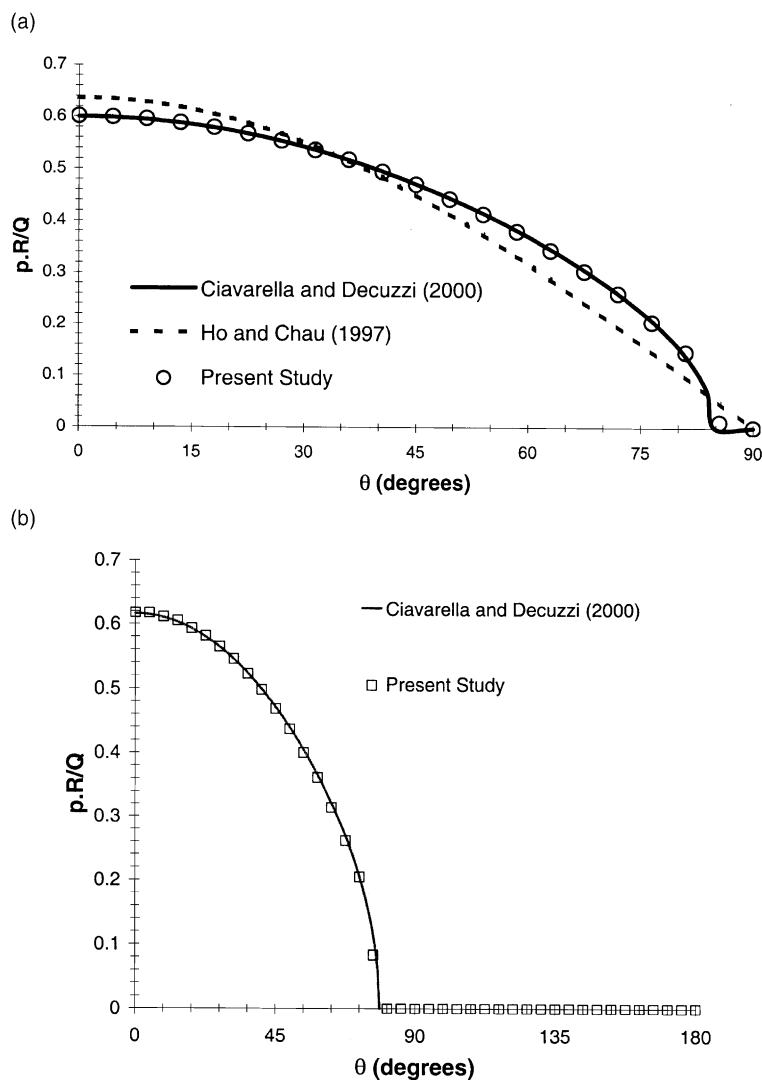 (a)
0.7
0.6
0.5
0.4
0.3
0.2
0.1
0
p.R/Q
Ciavarella and Decuzzi (2000)
Ho and Chau (1997)
Present Study
0 15 30 45 60 75 90
θ (degrees)
(b)
0.7
0.6
0.5
0.4
0.3
0.2
0.1
0
p.R/Q
Ciavarella and Decuzzi (2000)
Present Study
0 45 90 135 180
θ (degrees)